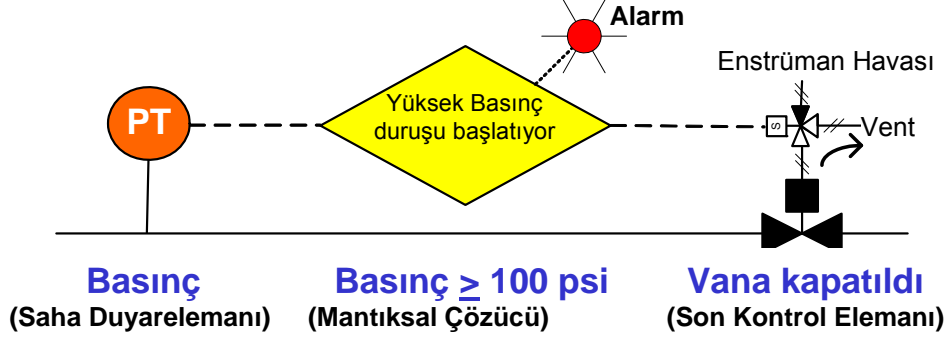 Alarm
Enstrüman Havası
PT
Yüksek Basınç
duruşu başlatıyor
S
Vent
Basınç
(Saha Duyarelemanı)
Basınç ≥ 100 psi
(Mantıksal Çözücü)
Vana kapatıldı
(Son Kontrol Elemanı)